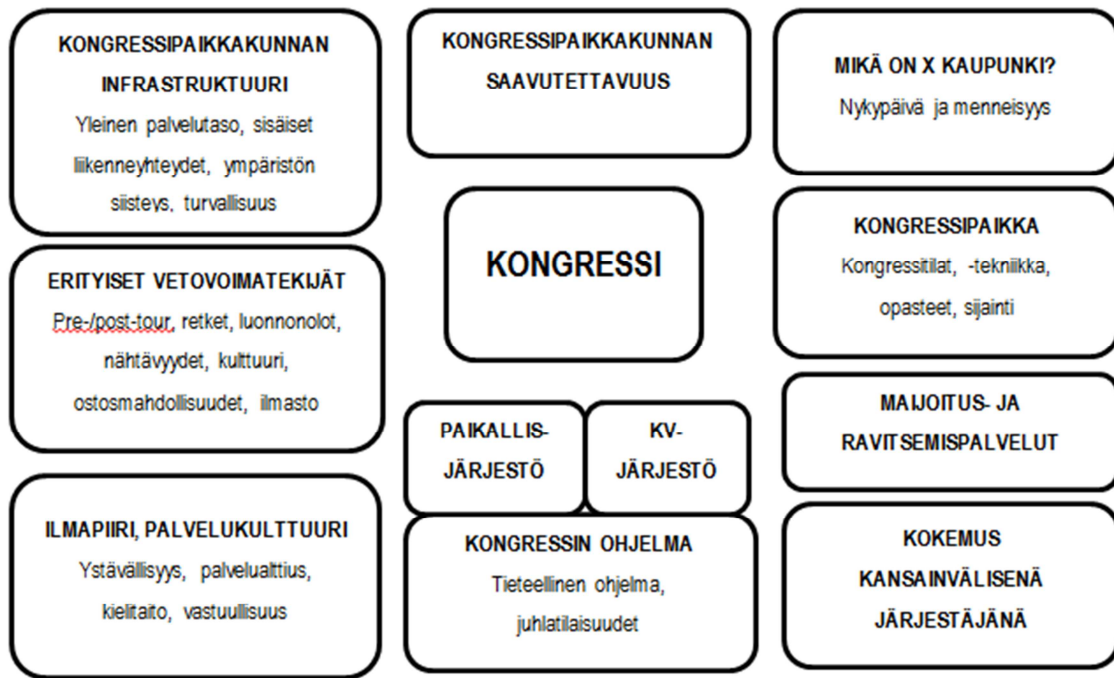 KONGRESSIPAIKKAKUNNAN
INFRASTRUKTUURI
Yleinen palvelutaso, sisäiset
liikenneyhteydet, ympäristön
siisteys, turvallisuus
KONGRESSIPAIKKAKUNNAN
SAAVUTETTAVUUS
MIKÄ ON X KAUPUNKI?
Nykypäivä ja menneisyys
KONGRESSI
KONGRESSIPAIKKA
Kongressitilat, -tekniikka,
opasteet, sijainti
ERITYISET VETOVOIMATEKIJÄT
Pre-/post-tour, retket, luonnonolot,
nähtävyydet, kulttuuri,
ostosmahdollisuudet, ilmasto
PAIKALLIS-
JÄRJESTÖ
KV-
JÄRJESTÖ
MAIJOITUS- JA
RAVITSEMISPALVELUT
ILMAPIIRI, PALVELUKULTTUURI
Ystävällisyys, palvelualttius,
kielitaito, vastuullisuus
KONGRESSIN OHJELMA
Tieteellinen ohjelma,
juhlatilaisuudet
KOKEMUS
KANSAINVÄLISENÄ
JÄRJESTÄJÄNÄ